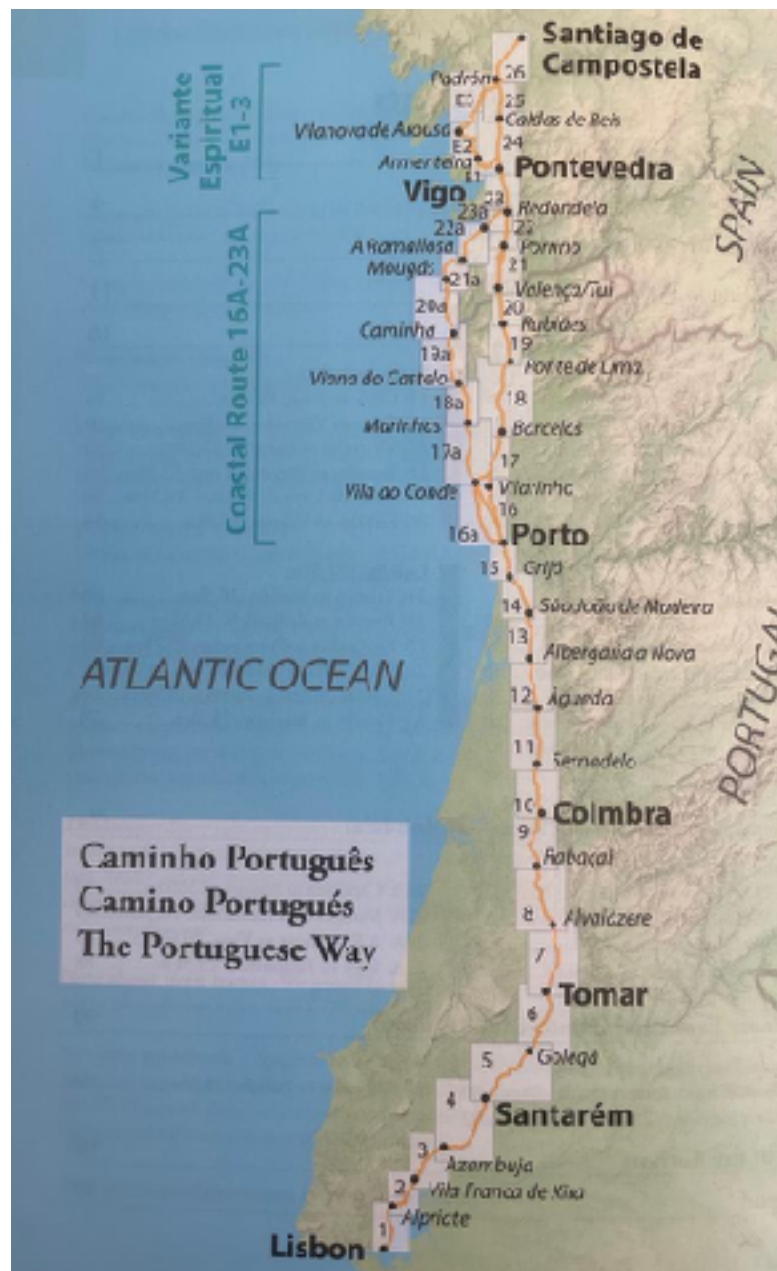 Santiago de
Campostela
26
Padrón
Variante
Espiritual
E1-3
25
Caldas de Reis
Vilanova de Arousa
E2
24
Armenteira
E1
Pontevedra
Vigo
23a
Redondela
22a
22
A Ramallosa
Porriño
Mougás
21a
21
Valença/Tui
20a
20
Rubiães
Caminha
19a
19
Ponte de Lima
Viana do Castelo
18a
18
Marinhas
Barcelos
17a
17
Vila do Conde
Vilarinho
16
16a
Porto
Coastal Route 16A-23A
15
Grijó
14
São João de Madeira
13
Albergaria a Nova
ATLANTIC OCEAN
SPAIN
PORTUGAL
12
Águeda
11
Sernadelo
10
Coimbra
9
Rabaçal
Caminho Português
Camino Portugués
The Portuguese Way
8
Alvaiázere
7
Tomar
6
Golegã
5
4
Santarém
3
Azambuja
2
Vila Franca de Xixa
Alpricte
1
Lisbon